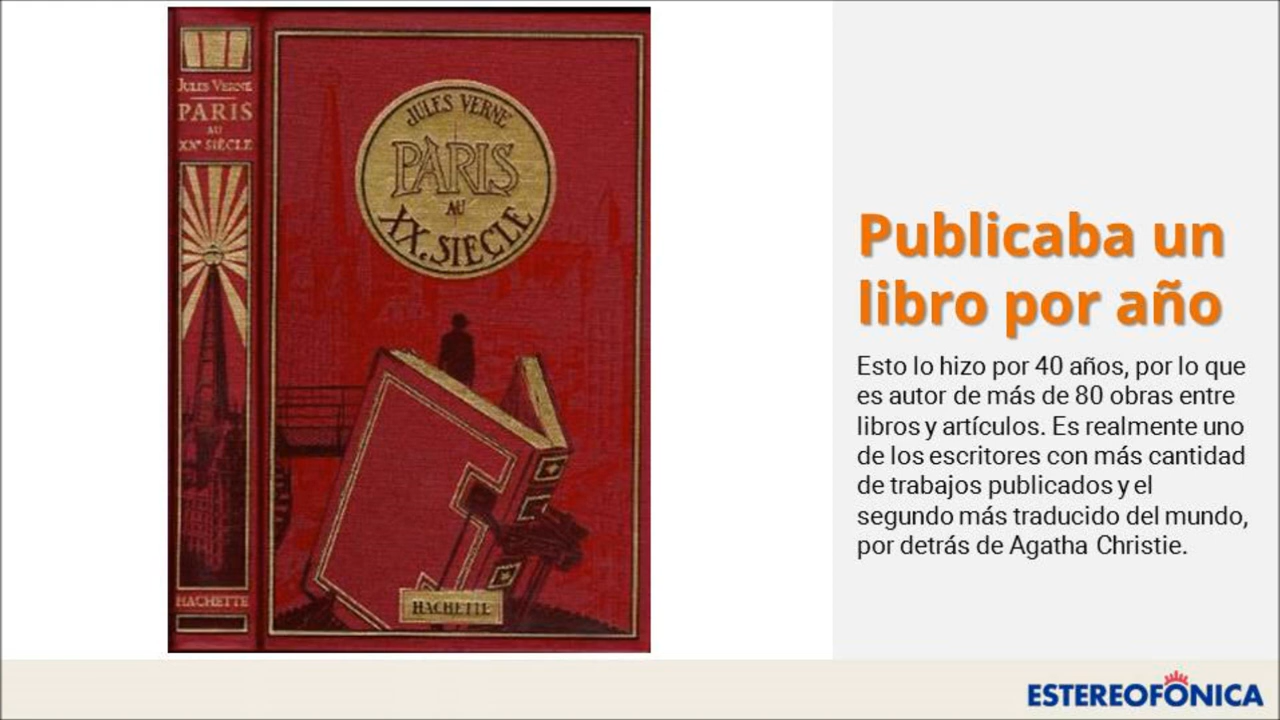 JULES VERNE
PARIS
AU
XXᵉ SIÈCLE
HACHETTE
JULES VERNE
PARIS
AU
XX. SIECLE
HACHETTE
Publicaba un
libro por año
Esto lo hizo por 40 años, por lo que
es autor de más de 80 obras entre
libros y artículos. Es realmente uno
de los escritores con más cantidad
de trabajos publicados y el
segundo más traducido del mundo,
por detrás de Agatha Christie.
ESTEREOFÓNICA